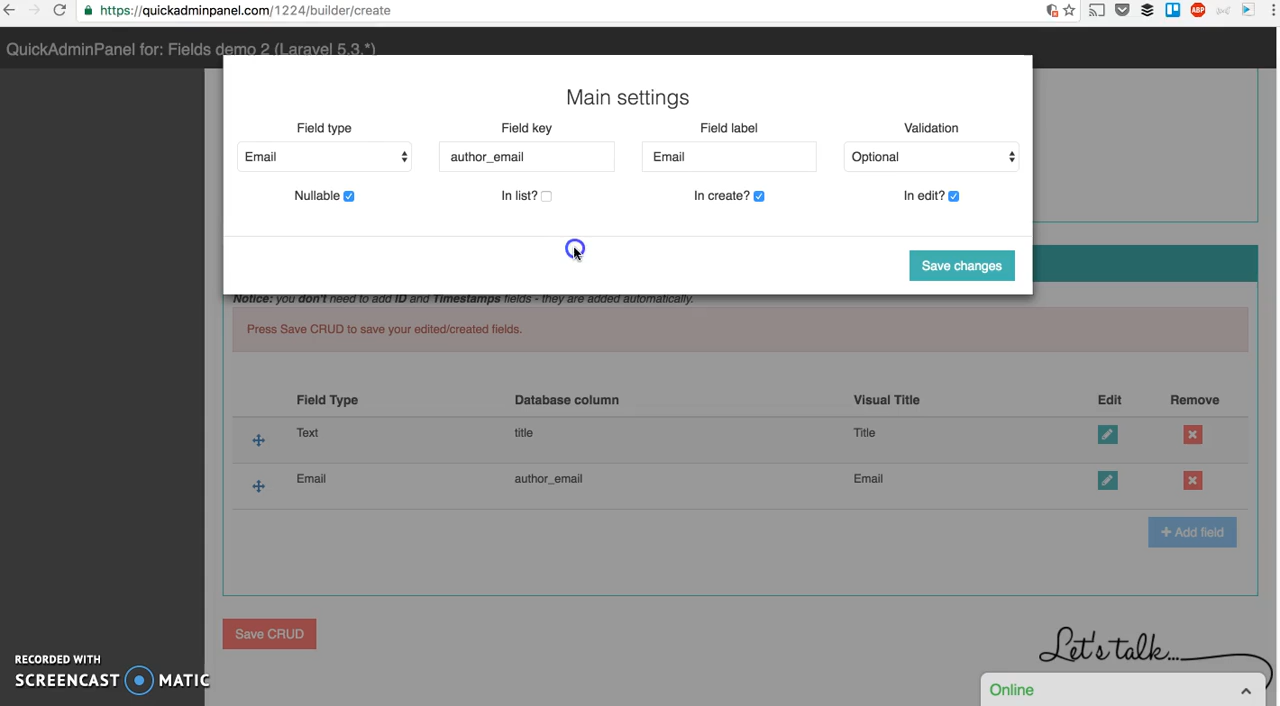 https://quickadminpanel.com/1224/builder/create
ABP
QuickAdminPanel for: Fields demo 2 (Laravel 5.3.*)
Main settings
Field type Field key Field label Validation
Email author_email Email Optional
Nullable In list? In create? In edit?
Save changes
Notice: you don't need to add ID and Timestamps fields - they are added automatically.
Press Save CRUD to save your edited/created fields.
Field Type Database column Visual Title Edit Remove
Text title Title
Email author_email Email
+ Add field
Save CRUD
Let's talk...
RECORDED WITH
SCREENCAST MATIC
Online